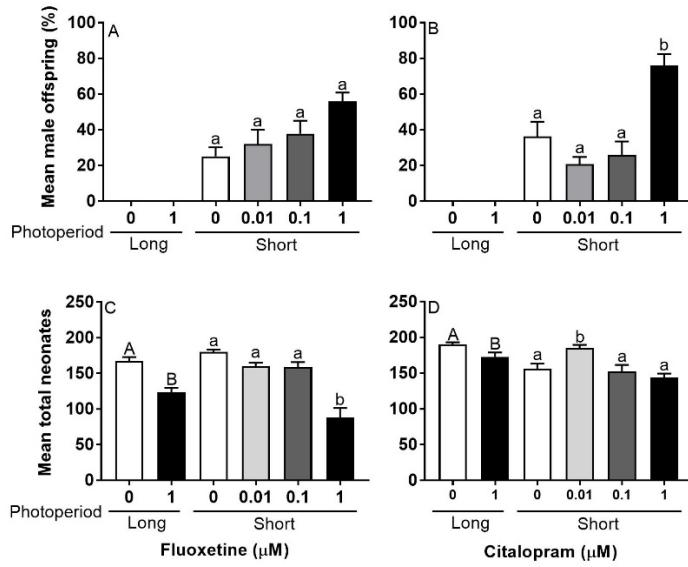 A
Mean male offspring (%)
100
80
60
40
20
0
a
a
a
a
0 1 0 0.01 0.1 1
Photoperiod
Long
Short
B
100
80
60
40
20
0
a
a
a
b
0 1 0 0.01 0.1 1
Long
Short
C
Mean total neonates
250
200
150
100
50
0
A
B
a
a
a
b
0 1 0 0.01 0.1 1
Photoperiod
Long
Short
Fluoxetine (µM)
D
250
200
150
100
50
0
A
B
a
b
a
a
0 1 0 0.01 0.1 1
Long
Short
Citalopram (µM)